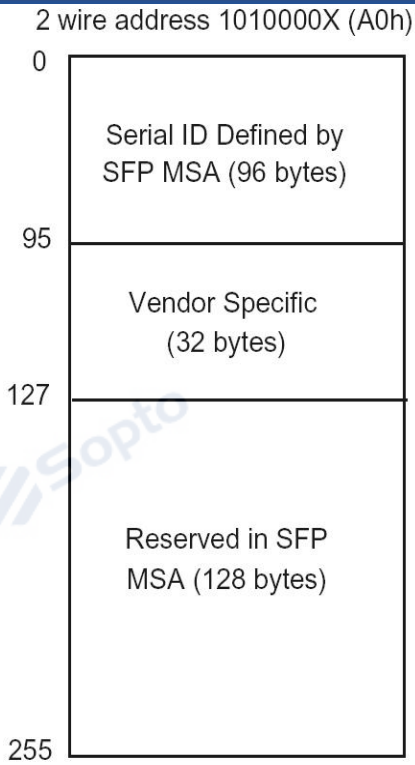 2 wire address 1010000X (A0h)
0
Serial ID Defined by
SFP MSA (96 bytes)
95
Vendor Specific
(32 bytes)
127
Sopto
Reserved in SFP
MSA (128 bytes)
255